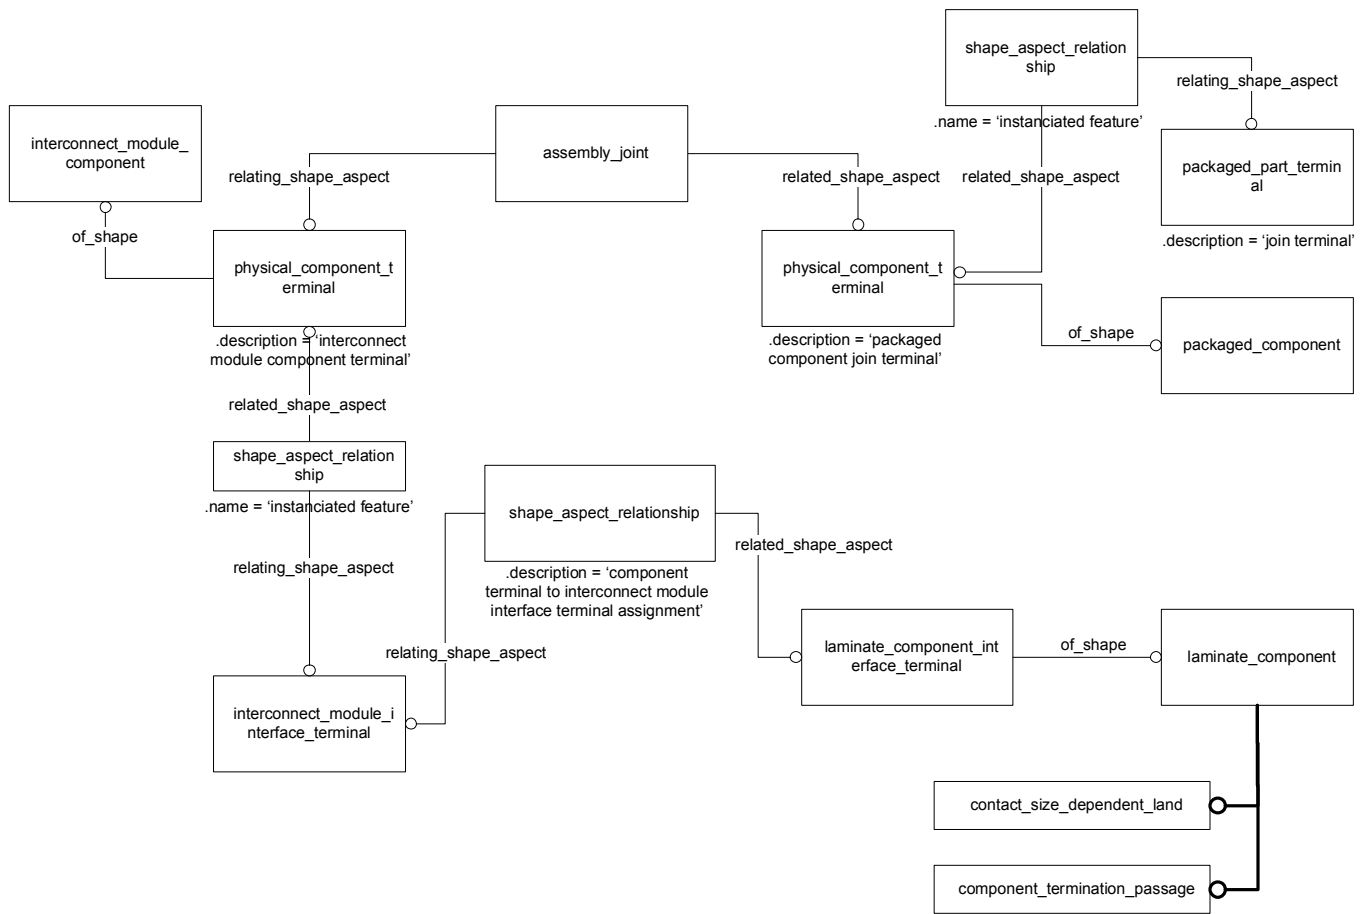 shape_aspect_relation
ship
relating_shape_aspect
.name = ‘instanciated feature’
interconnect_module_
component
assembly_joint
packaged_part_termin
al
relating_shape_aspect
related_shape_aspect
related_shape_aspect
of_shape
.description = ‘join terminal’
physical_component_t
erminal
physical_component_t
erminal
.description = ‘interconnect
module component terminal’
.description = ‘packaged
component join terminal’
of_shape
packaged_component
related_shape_aspect
shape_aspect_relation
ship
.name = ‘instanciated feature’
shape_aspect_relationship
related_shape_aspect
relating_shape_aspect
.description = ‘component
terminal to interconnect module
interface terminal assignment’
relating_shape_aspect
laminate_component_int
erface_terminal
of_shape
laminate_component
interconnect_module_i
nterface_terminal
contact_size_dependent_land
component_termination_passage